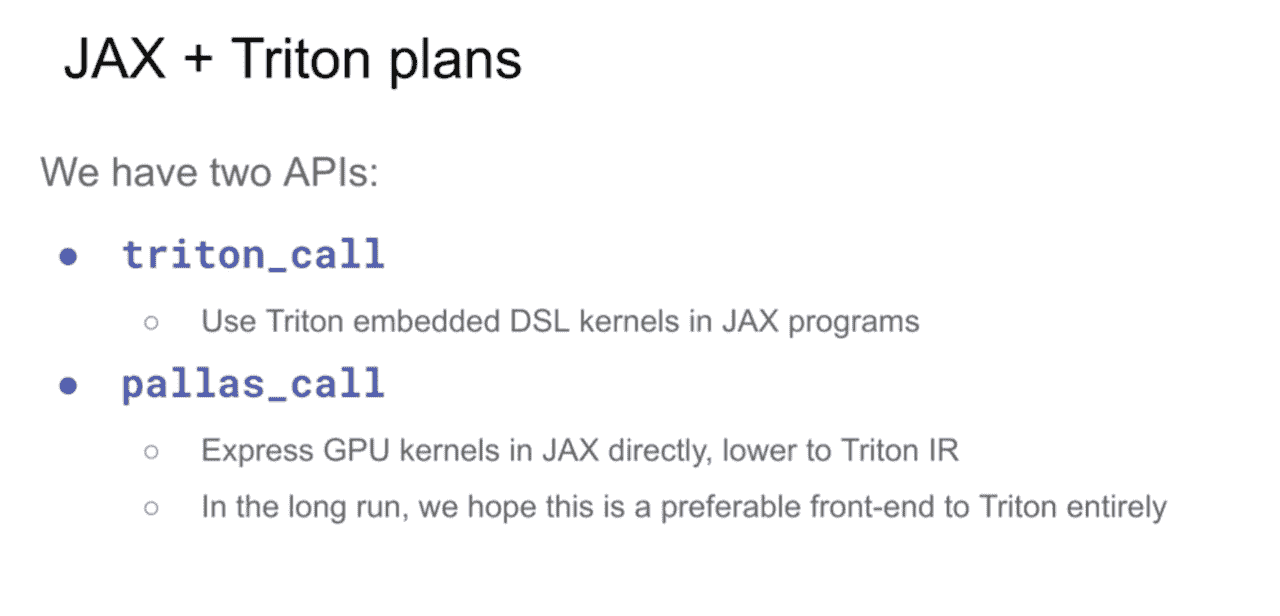 JAX + Triton plans
We have two APIs:
● triton_call
○ Use Triton embedded DSL kernels in JAX programs
● pallas_call
○ Express GPU kernels in JAX directly, lower to Triton IR
○ In the long run, we hope this is a preferable front-end to Triton entirely